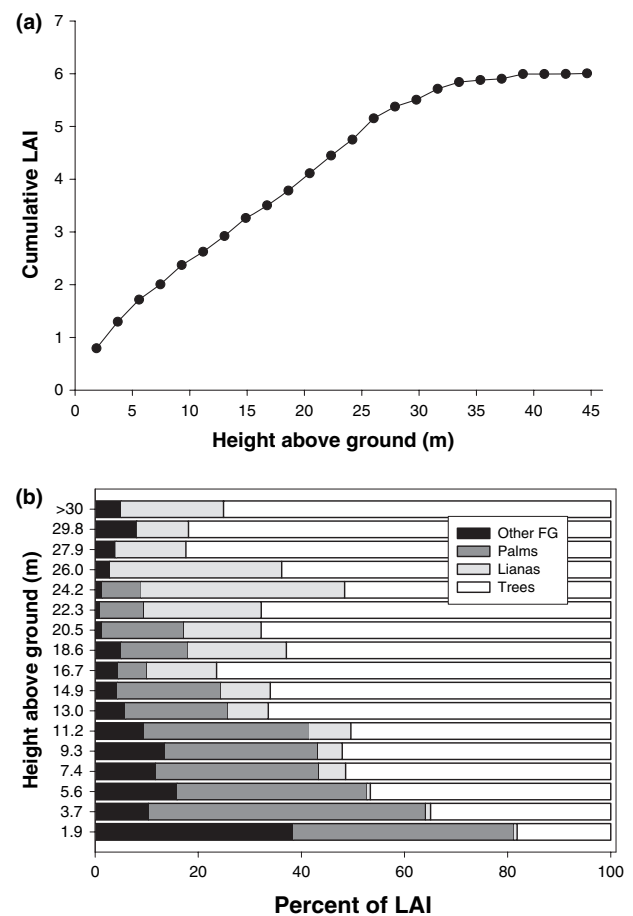 (a)
7
6
5
4
3
2
1
0
Cumulative LAI
0 5 10 15 20 25 30 35 40 45
Height above ground (m)
(b)
Height above ground (m)
>30
29.8
27.9
26.0
24.2
22.3
20.5
18.6
16.7
14.9
13.0
11.2
9.3
7.4
5.6
3.7
1.9
Other FG
Palms
Lianas
Trees
0 20 40 60 80 100
Percent of LAI